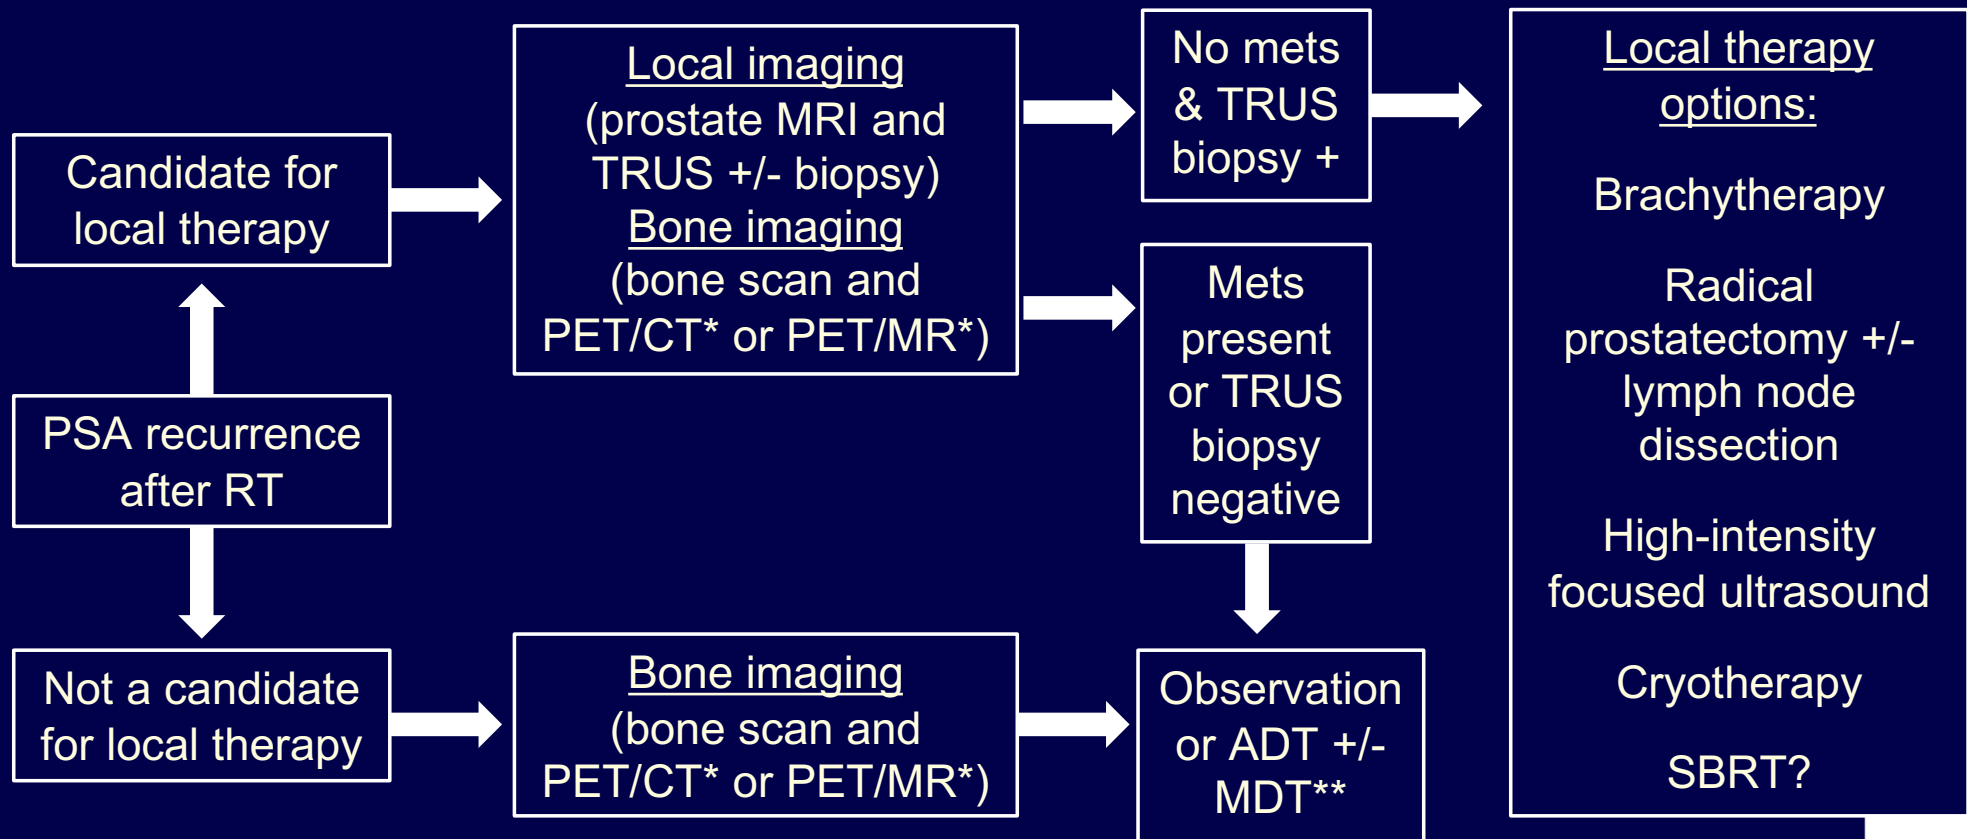 Candidate for
local therapy
PSA recurrence
after RT
Not a candidate
for local therapy
Local imaging
(prostate MRI and
TRUS +/- biopsy)
Bone imaging
(bone scan and
PET/CT* or PET/MR*)
Bone imaging
(bone scan and
PET/CT* or PET/MR*)
No mets
& TRUS
biopsy +
Mets
present
or TRUS
biopsy
negative
Observation
or ADT +/-
MDT**
Local therapy
options:
Brachytherapy
Radical
prostatectomy +/-
lymph node
dissection
High-intensity
focused ultrasound
Cryotherapy
SBRT?